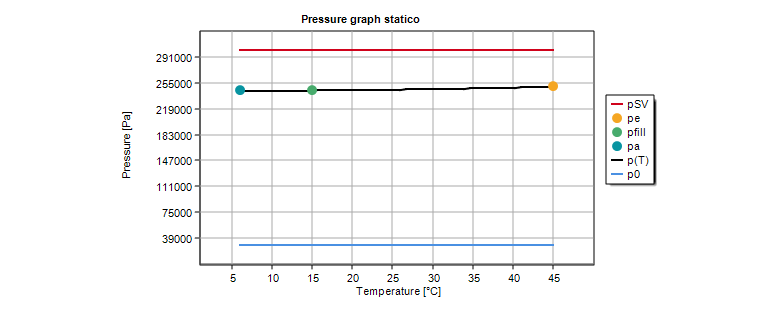 Pressure graph statico
Pressure [Pa]
291000
255000
219000
183000
147000
111000
75000
39000
5 10 15 20 25 30 35 40 45
Temperature [°C]
pSV
pe
pfill
pa
p(T)
p0